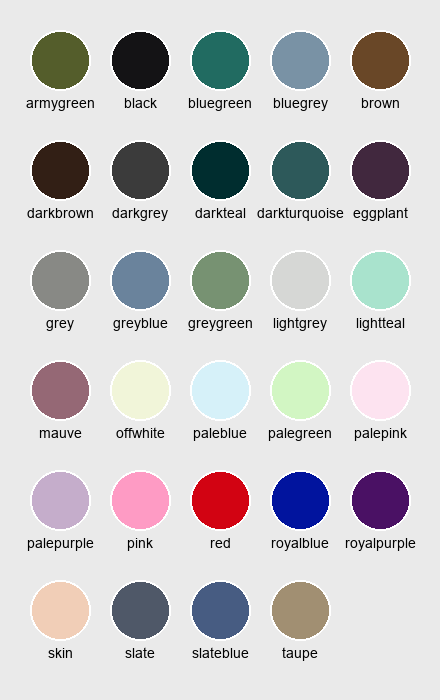 armygreen black bluegreen bluegrey brown
darkbrown darkgrey darkteal darkturquoise eggplant
grey greyblue greygreen lightgrey lightteal
mauve offwhite paleblue palegreen palepink
palepurple pink red royalblue royalpurple
skin slate slateblue taupe